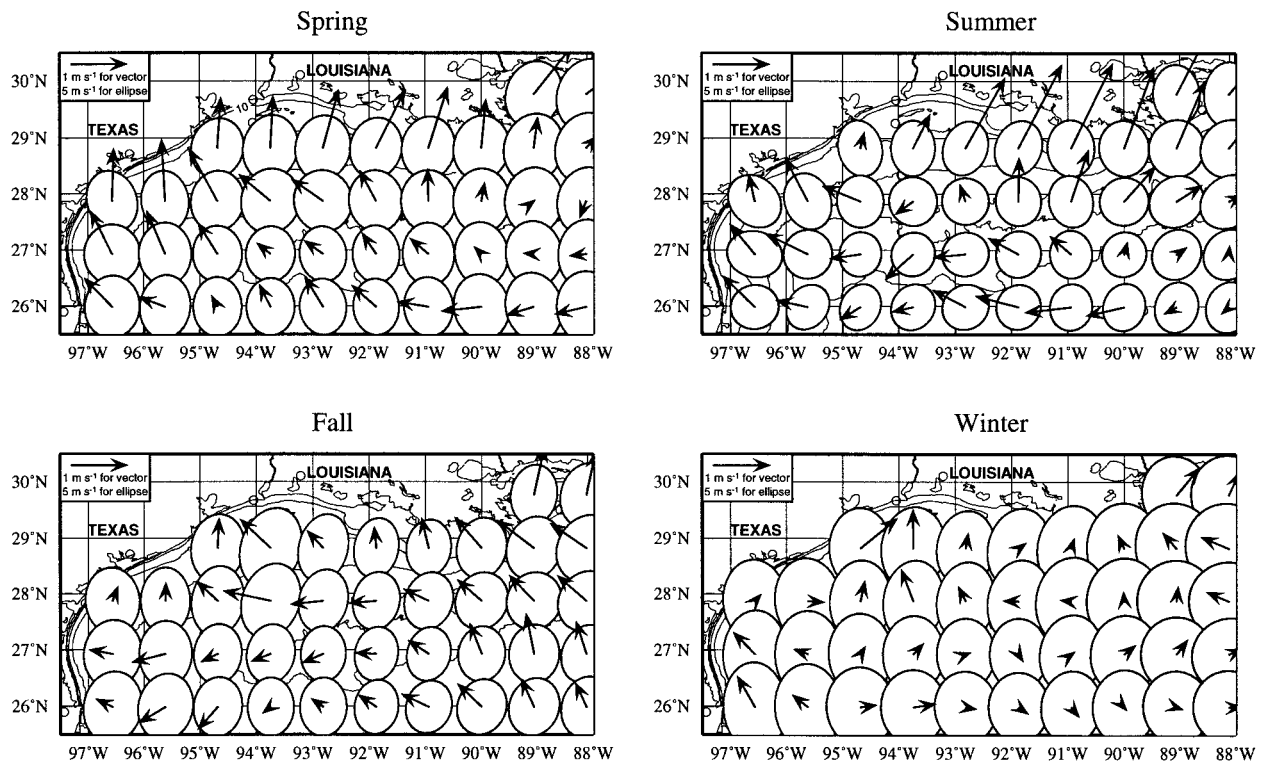 Spring
1 m s⁻¹ for vector
5 m s⁻¹ for ellipse
LOUISIANA
TEXAS
10
30°N
29°N
28°N
27°N
26°N
97°W 96°W 95°W 94°W 93°W 92°W 91°W 90°W 89°W 88°W
Summer
1 m s⁻¹ for vector
5 m s⁻¹ for ellipse
LOUISIANA
TEXAS
30°N
29°N
28°N
27°N
26°N
97°W 96°W 95°W 94°W 93°W 92°W 91°W 90°W 89°W 88°W
Fall
1 m s⁻¹ for vector
5 m s⁻¹ for ellipse
LOUISIANA
TEXAS
30°N
29°N
28°N
27°N
26°N
97°W 96°W 95°W 94°W 93°W 92°W 91°W 90°W 89°W 88°W
Winter
1 m s⁻¹ for vector
5 m s⁻¹ for ellipse
LOUISIANA
TEXAS
30°N
29°N
28°N
27°N
26°N
97°W 96°W 95°W 94°W 93°W 92°W 91°W 90°W 89°W 88°W